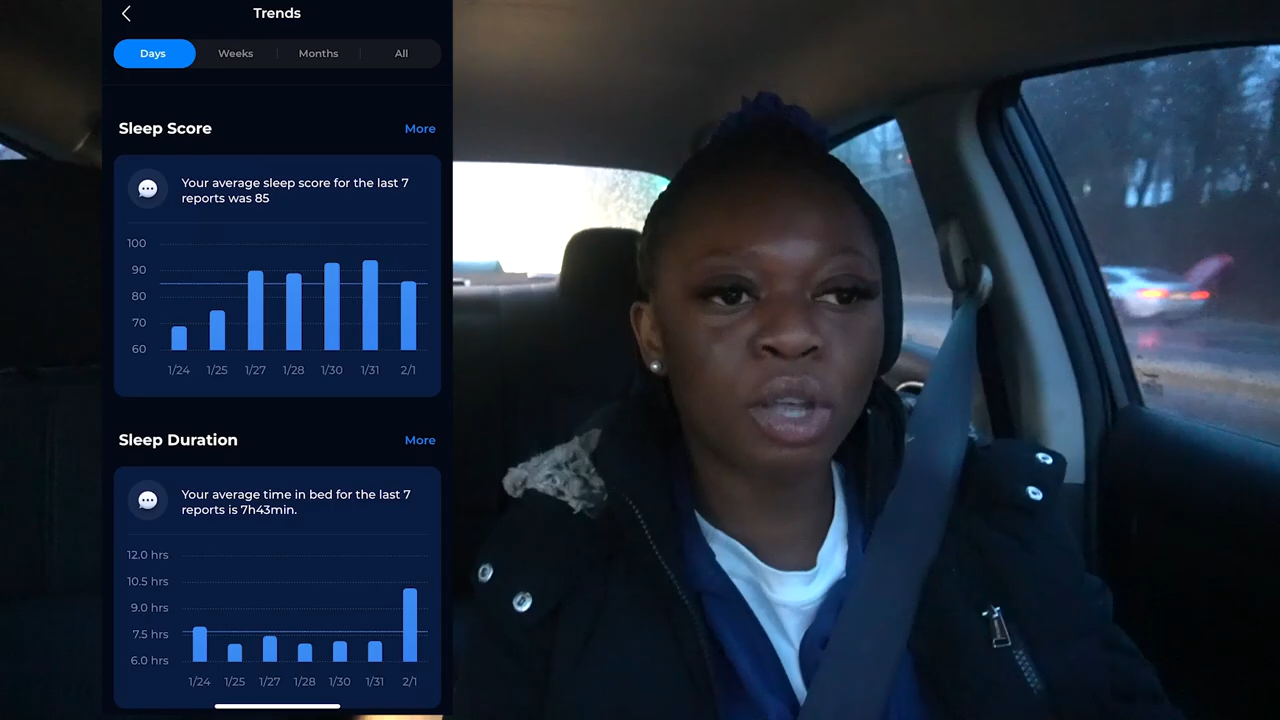 Trends
Days Weeks Months All
Sleep Score More
Your average sleep score for the last 7
reports was 85
100
90
80
70
60
1/24 1/25 1/27 1/28 1/30 1/31 2/1
Sleep Duration More
Your average time in bed for the last 7
reports is 7h43min.
12.0 hrs
10.5 hrs
9.0 hrs
7.5 hrs
6.0 hrs
1/24 1/25 1/27 1/28 1/30 1/31 2/1